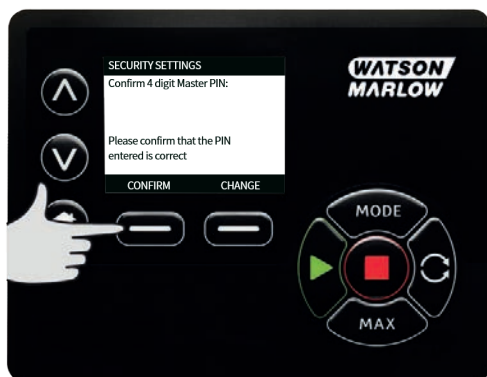 SECURITY SETTINGS
Confirm 4 digit Master PIN:
Please confirm that the PIN
entered is correct
CONFIRM CHANGE
WATSON
MARLOW
MODE
MAX